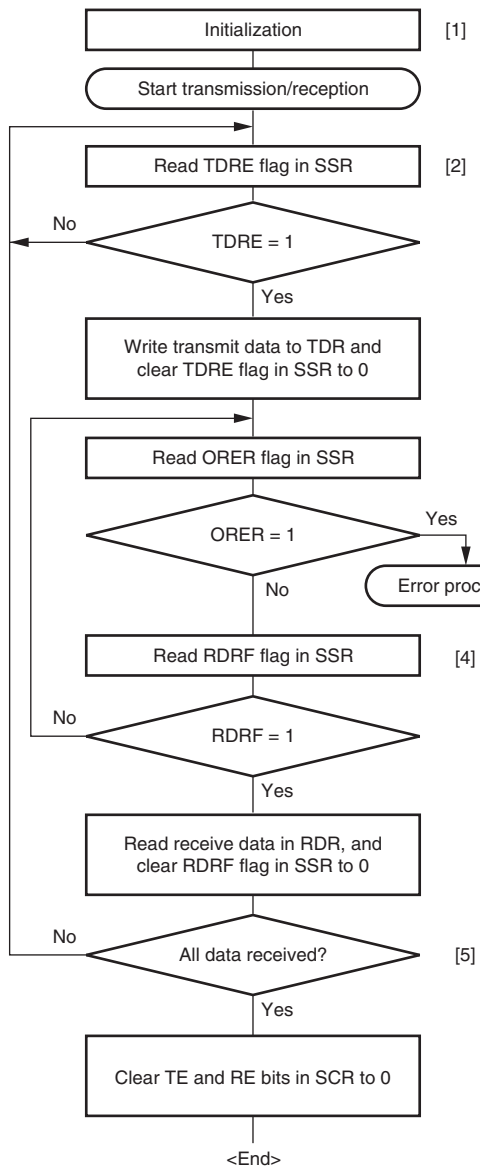 Initialization [1]
Start transmission/reception
Read TDRE flag in SSR [2]
No
TDRE = 1
Yes
Write transmit data to TDR and
clear TDRE flag in SSR to 0
Read ORER flag in SSR
ORER = 1
Yes
No
Error proc
Read RDRF flag in SSR [4]
No
RDRF = 1
Yes
Read receive data in RDR, and
clear RDRF flag in SSR to 0
No
All data received? [5]
Yes
Clear TE and RE bits in SCR to 0
<End>